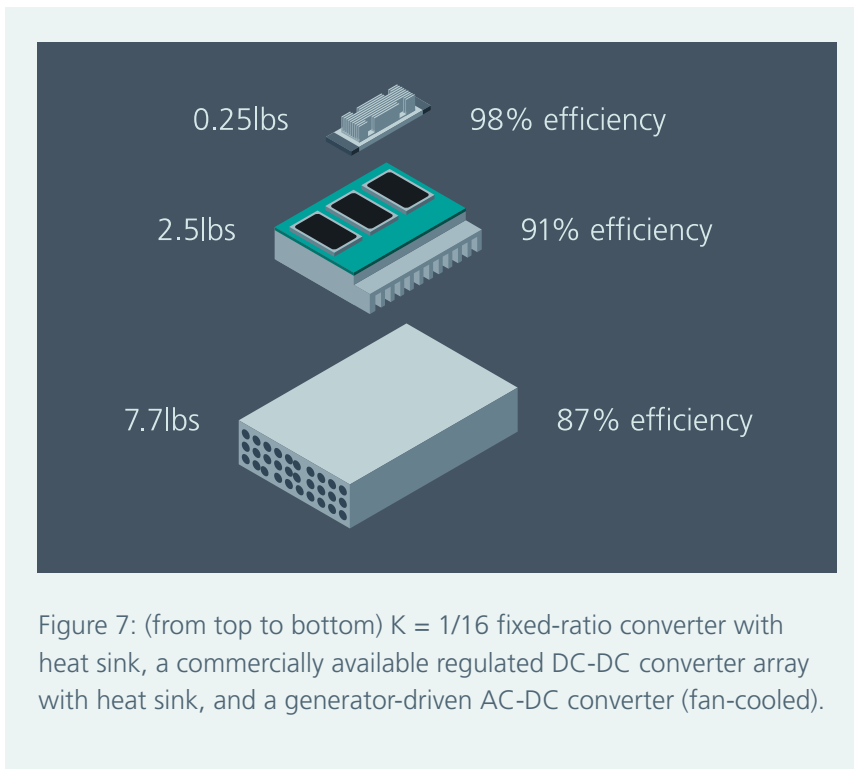 0.25lbs 98% efficiency
2.5lbs 91% efficiency
7.7lbs 87% efficiency
Figure 7: (from top to bottom) K = 1/16 fixed-ratio converter with
heat sink, a commercially available regulated DC-DC converter array
with heat sink, and a generator-driven AC-DC converter (fan-cooled).